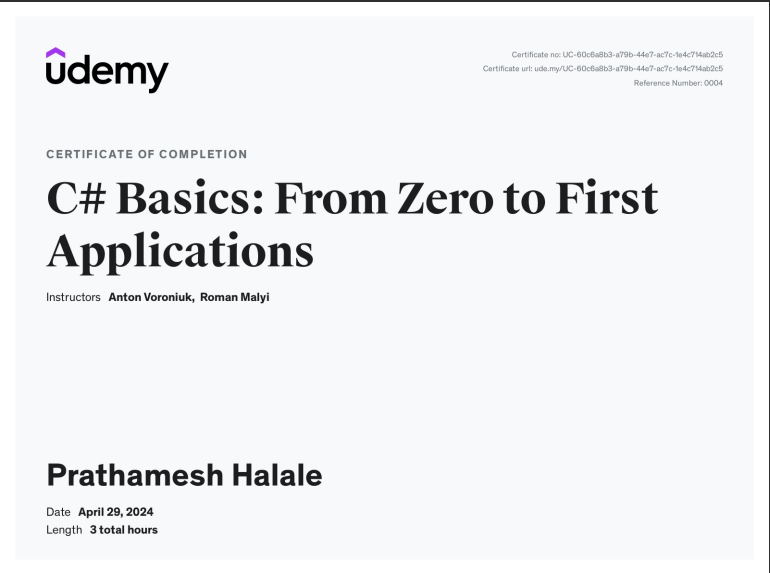 udemy
Certificate no: UC-60c6a8b3-a79b-44e7-ac7c-1e4c714ab2c5
Certificate url: ude.my/UC-60c6a8b3-a79b-44e7-ac7c-1e4c714ab2c5
Reference Number: 0004
CERTIFICATE OF COMPLETION
C# Basics: From Zero to First
Applications
Instructors Anton Voroniuk, Roman Malyi
Prathamesh Halale
Date April 29, 2024
Length 3 total hours